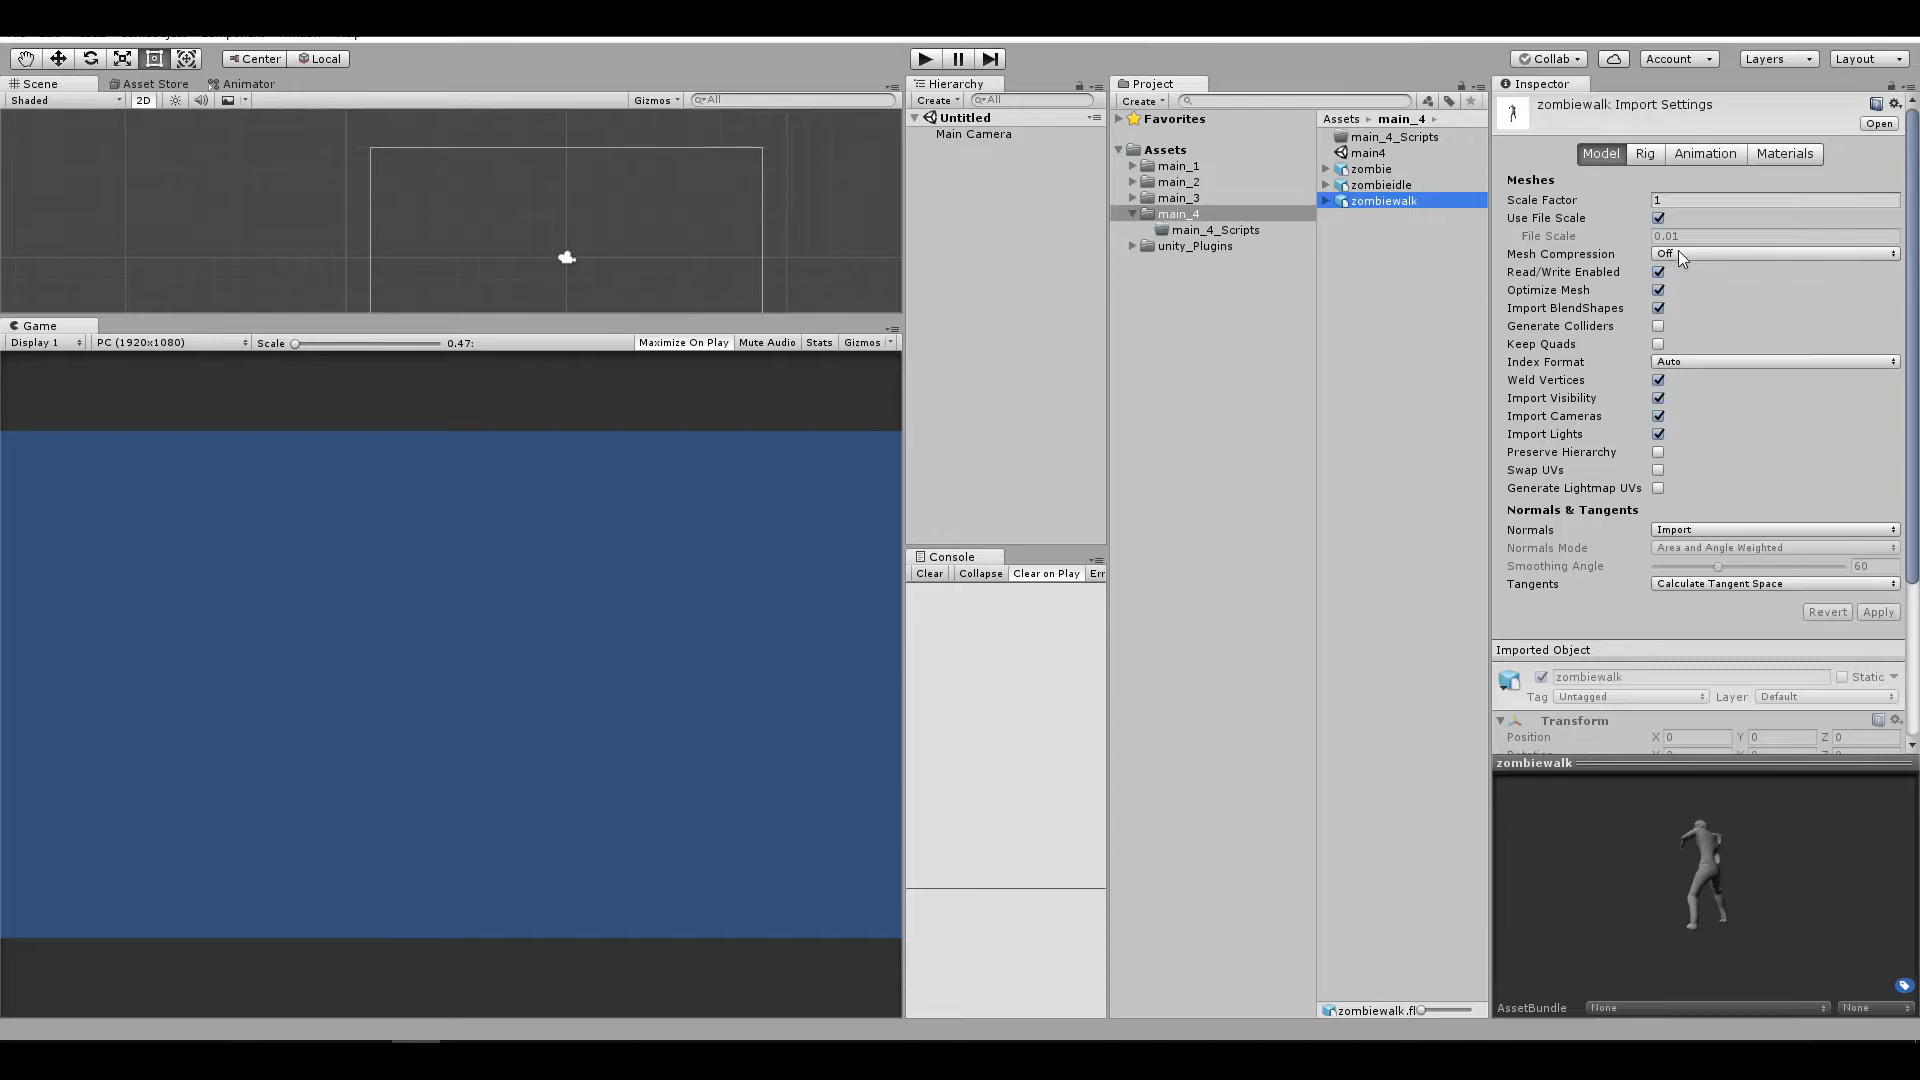 Center
Local
Collab
Account
Layers
Layout
Scene
Asset Store
Animator
Shaded
2D
Gizmos
All
Game
Display 1
PC (1920x1080)
Scale
0.47:
Maximize On Play
Mute Audio
Stats
Gizmos
Hierarchy
Create
All
Untitled
Main Camera
Console
Clear
Collapse
Clear on Play
Err
Project
Create
Favorites
Assets
main_1
main_2
main_3
main_4
main_4_Scripts
unity_Plugins
Assets
main_4
main_4_Scripts
main4
zombie
zombieidle
zombiewalk
zombiewalk.fl
Inspector
zombiewalk Import Settings
Open
Model
Rig
Animation
Materials
Meshes
Scale Factor
1
Use File Scale
File Scale
0.01
Mesh Compression
Off
Read/Write Enabled
Optimize Mesh
Import BlendShapes
Generate Colliders
Keep Quads
Index Format
Auto
Weld Vertices
Import Visibility
Import Cameras
Import Lights
Preserve Hierarchy
Swap UVs
Generate Lightmap UVs
Normals & Tangents
Normals
Import
Normals Mode
Area and Angle Weighted
Smoothing Angle
60
Tangents
Calculate Tangent Space
Revert
Apply
Imported Object
zombiewalk
Static
Tag
Untagged
Layer
Default
Transform
Position
X 0
Y 0
Z 0
zombiewalk
AssetBundle
None
None